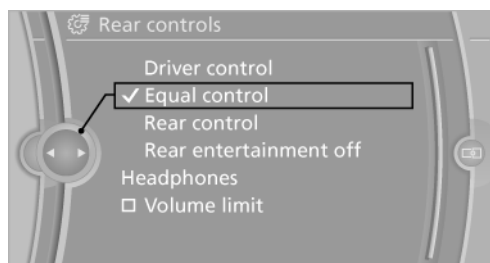 Rear controls
Driver control
✓ Equal control
Rear control
Rear entertainment off
Headphones
☐ Volume limit